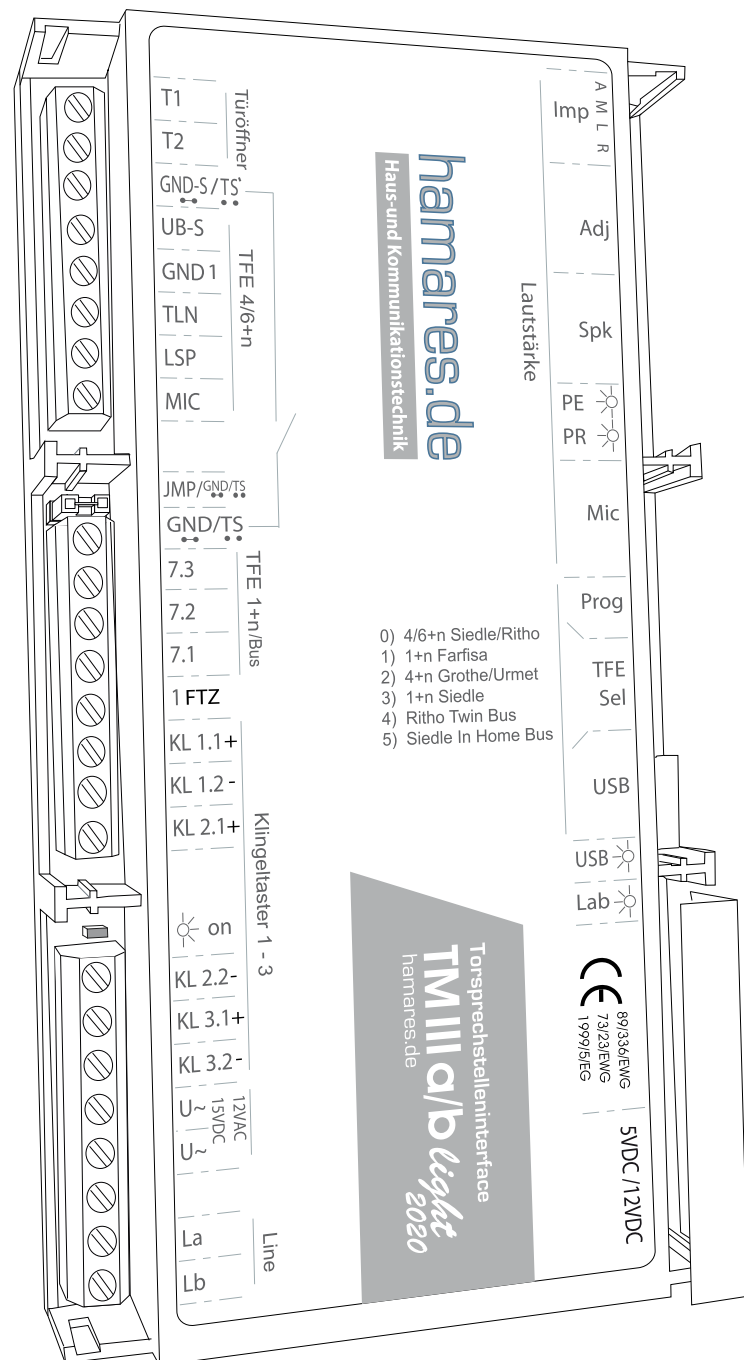 T1
T2
Türöffner
GND-S/TS
UB-S
GND 1
TLN
LSP
MIC
TFE 4/6+n
JMP/GND/TS
GND/TS
7.3
7.2
7.1
TFE 1+n/Bus
1 FTZ
KL 1.1+
KL 1.2-
KL 2.1+
on
KL 2.2-
KL 3.1+
KL 3.2-
Klingeltaster 1 - 3
U~
U~
15VDC
12VAC
La
Lb
Line
hamares.de
Haus-und Kommunikationstechnik
0) 4/6+n Siedle/Ritho
1) 1+n Farfisa
2) 4+n Grothe/Urmet
3) 1+n Siedle
4) Ritho Twin Bus
5) Siedle In Home Bus
Torsprechstelleninterface
TM III a/b light
2020
hamares.de
A M L R
Imp
Adj
Spk
Lautstärke
PE
PR
Mic
Prog
TFE
Sel
USB
USB
Lab
CE
89/336/EWG
73/23/EWG
1999/5/EG
5VDC /12VDC